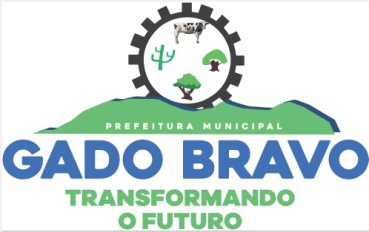 PREFEITURA MUNICIPAL
GADO BRAVO
TRANSFORMANDO
O FUTURO